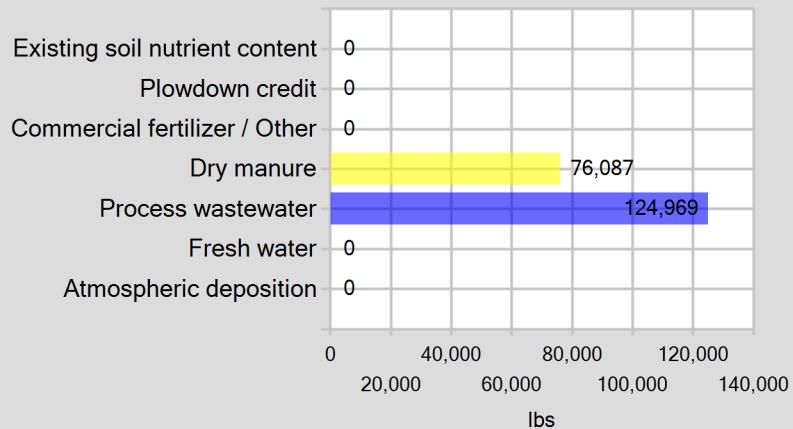 Existing soil nutrient content 0
Plowdown credit 0
Commercial fertilizer / Other 0
Dry manure 76,087
Process wastewater 124,969
Fresh water 0
Atmospheric deposition 0
0 40,000 80,000 120,000
20,000 60,000 100,000 140,000
lbs